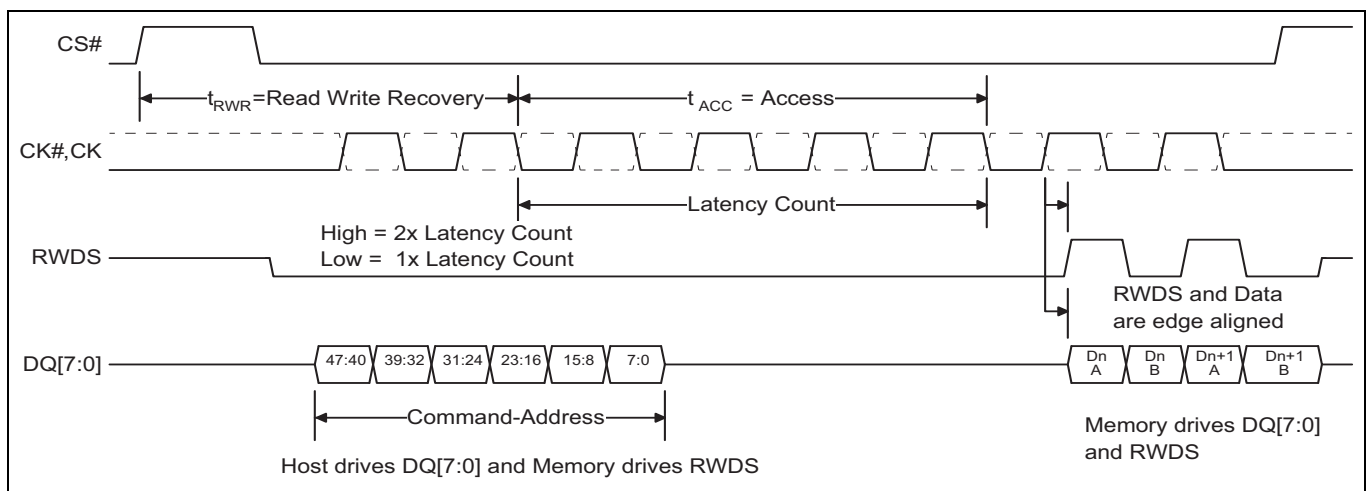 CS#
tRWR=Read Write Recovery
tACC = Access
CK#,CK
Latency Count
High = 2x Latency Count
Low = 1x Latency Count
RWDS
RWDS and Data
are edge aligned
DQ[7:0]
47:40 39:32 31:24 23:16 15:8 7:0
Dn A
Dn B
Dn+1 A
Dn+1 B
Command-Address
Memory drives DQ[7:0]
and RWDS
Host drives DQ[7:0] and Memory drives RWDS